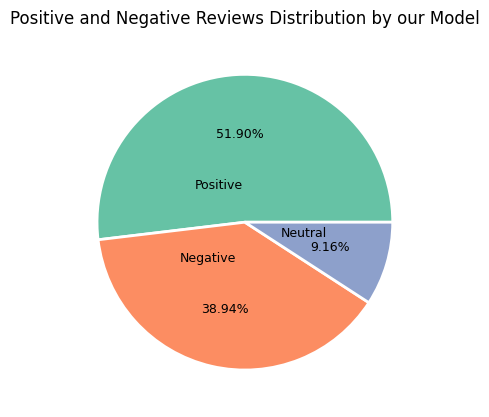 Positive and Negative Reviews Distribution by our Model
51.90%
Positive
Neutral
9.16%
Negative
38.94%